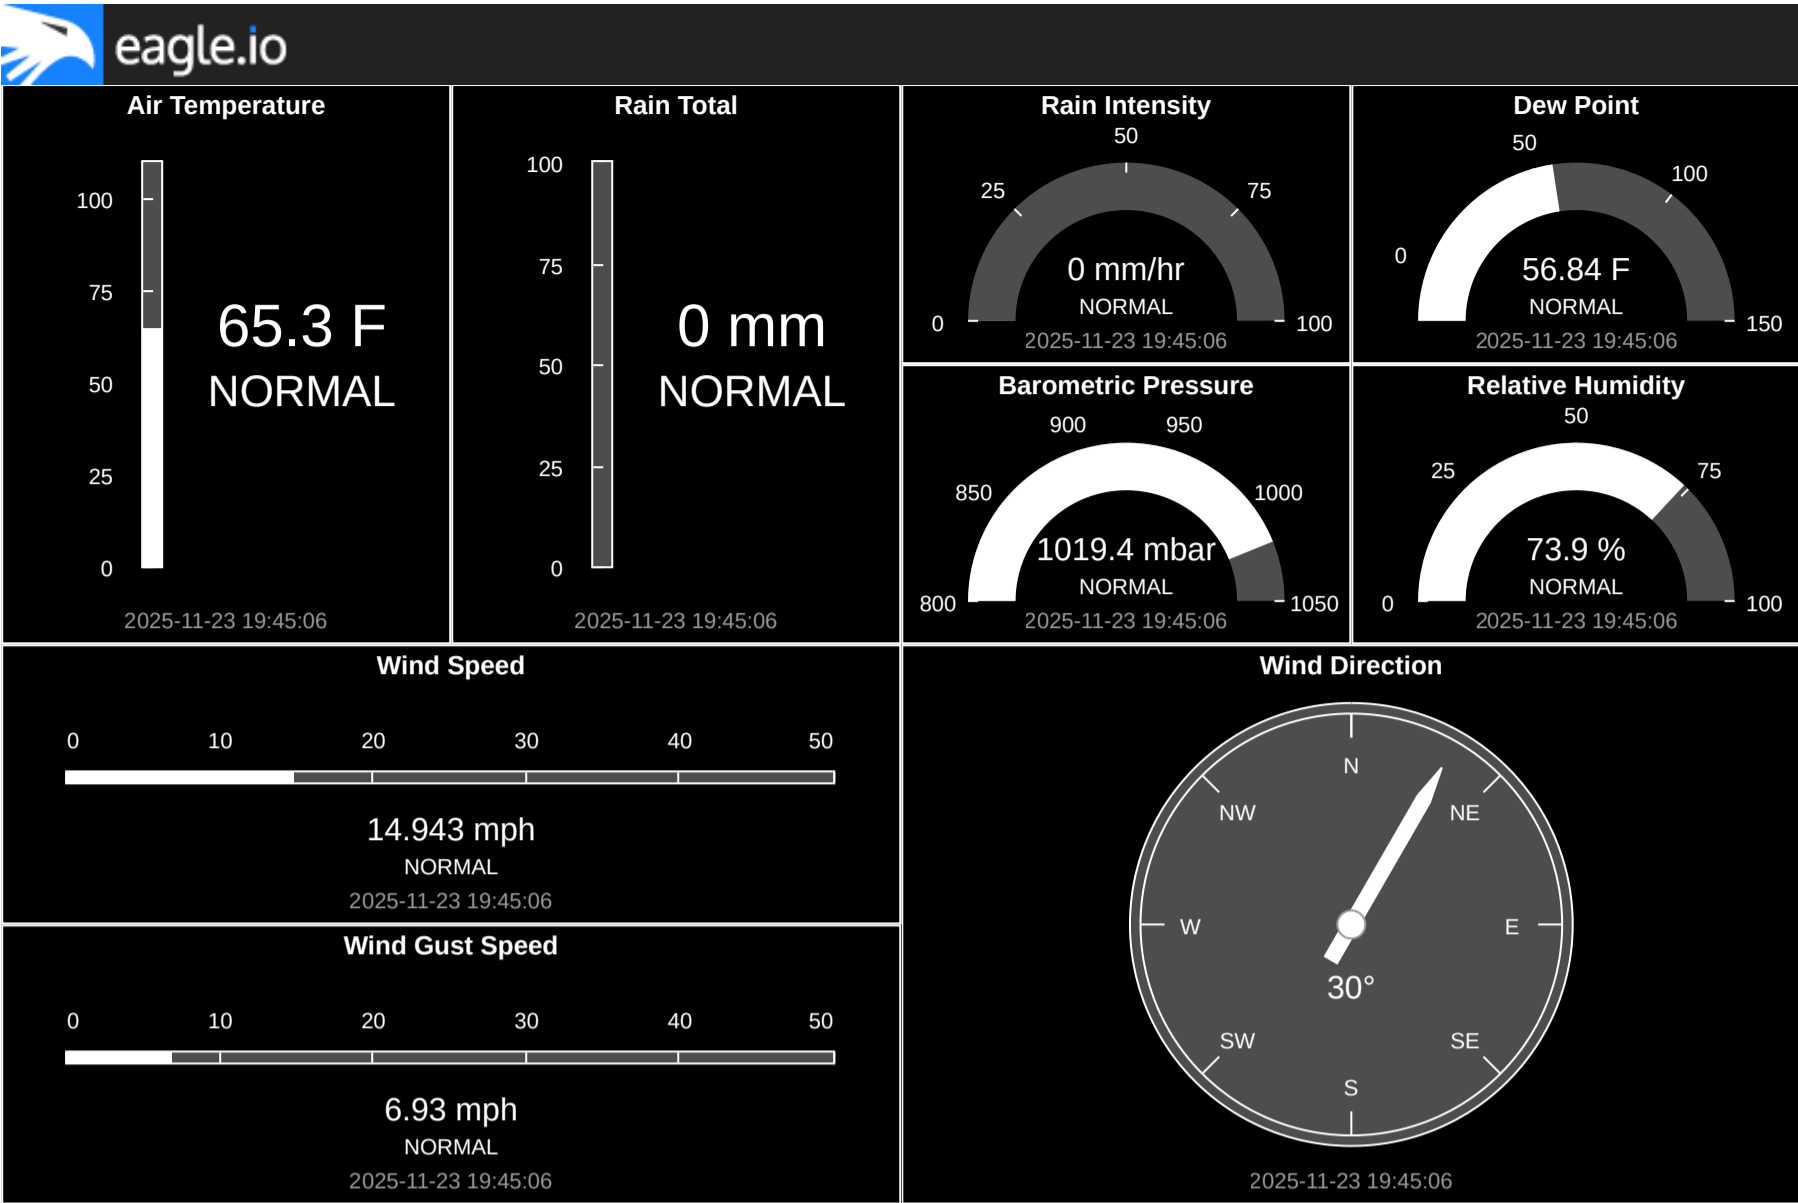 eagle.io
Air Temperature
100
75
50
25
0
65.3 F
NORMAL
2025-11-23 19:45:06
Rain Total
100
75
50
25
0
0 mm
NORMAL
2025-11-23 19:45:06
Rain Intensity
50
25
75
0 mm/hr
NORMAL
0
100
2025-11-23 19:45:06
Dew Point
50
100
0
56.84 F
NORMAL
150
2025-11-23 19:45:06
Barometric Pressure
900
950
850
1000
1019.4 mbar
NORMAL
800
1050
2025-11-23 19:45:06
Relative Humidity
50
25
75
73.9 %
NORMAL
0
100
2025-11-23 19:45:06
Wind Speed
0 10 20 30 40 50
14.943 mph
NORMAL
2025-11-23 19:45:06
Wind Gust Speed
0 10 20 30 40 50
6.93 mph
NORMAL
2025-11-23 19:45:06
Wind Direction
N
NW
NE
W
E
30°
SW
SE
S
2025-11-23 19:45:06